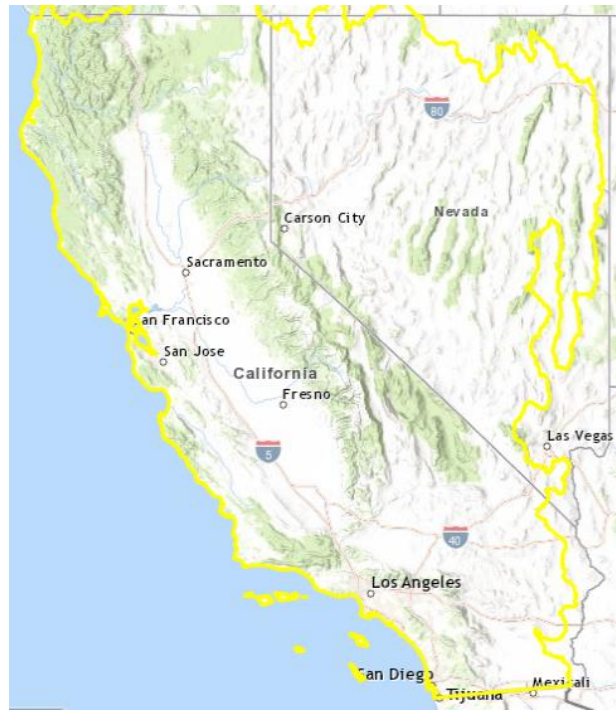 80
Nevada
Carson City
Sacramento
an Francisco
San Jose
California
Fresno
Las Vegas
5
40
Los Angeles
San Diego
Mexicali
Tijuana